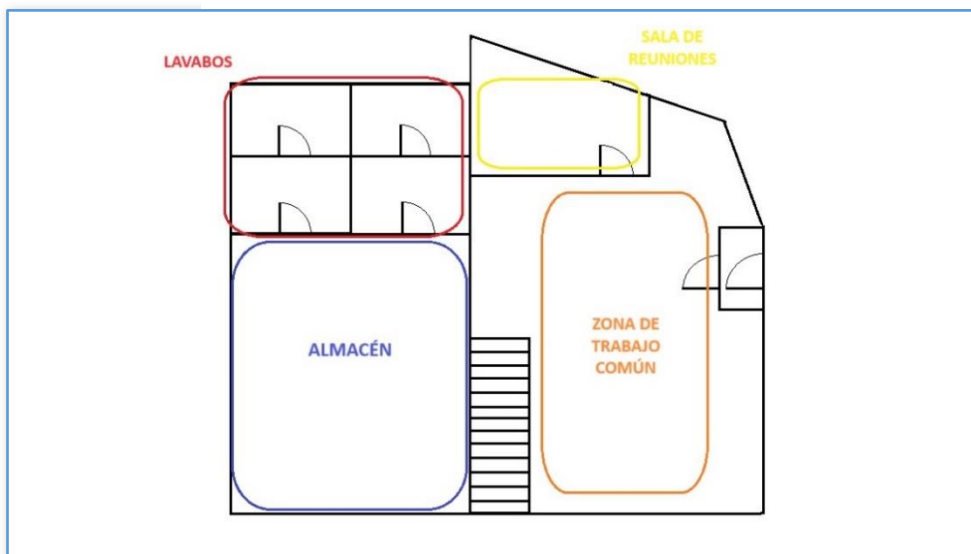 SALA DE
REUNIONES
LAVABOS
ALMACÉN
ZONA DE
TRABAJO
COMÚN